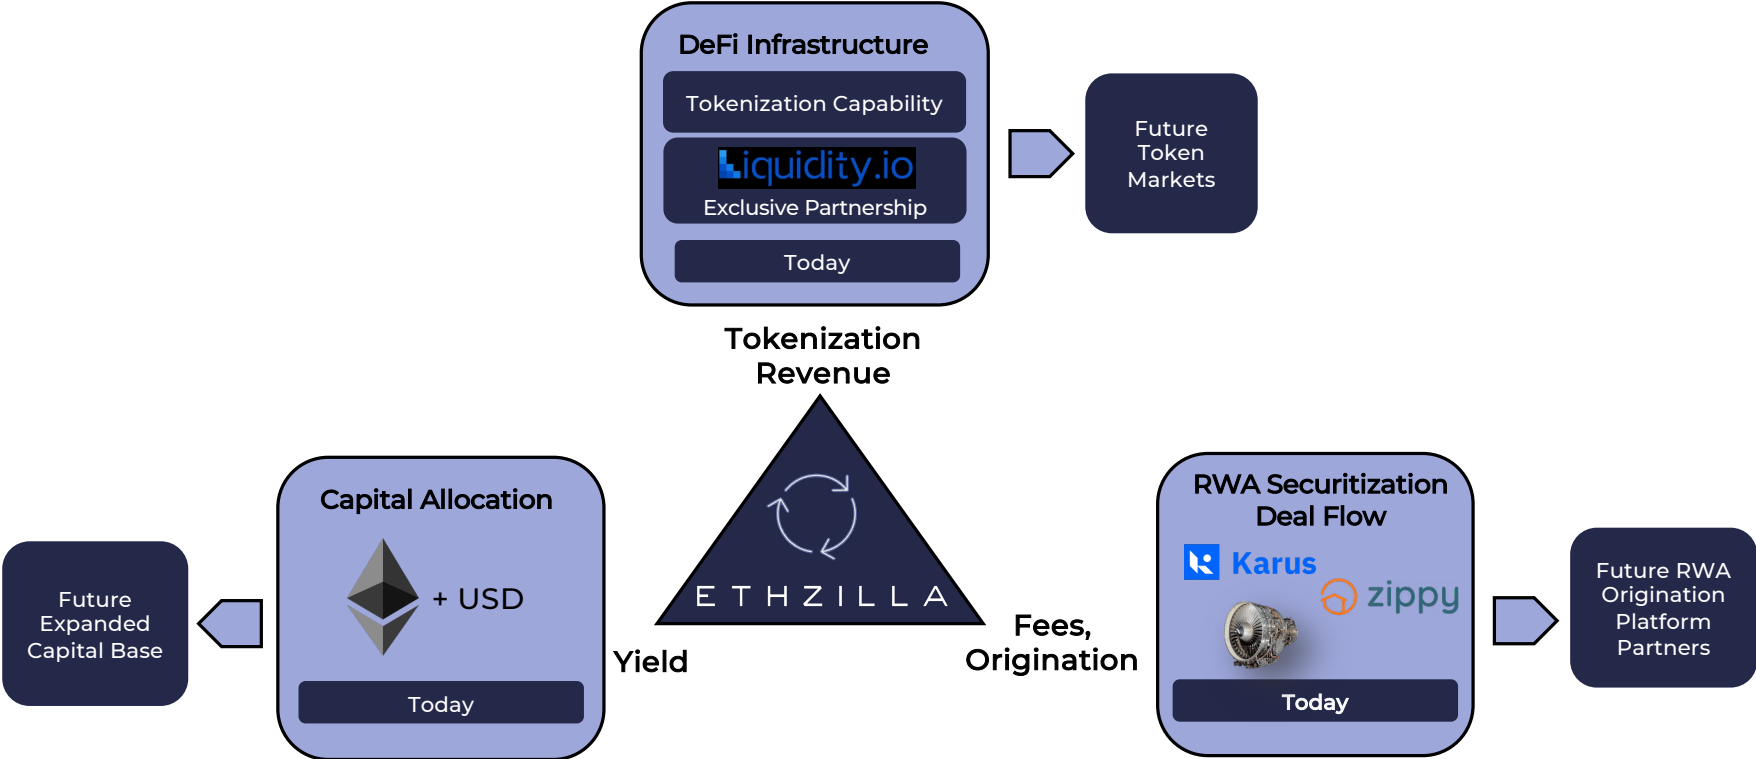 DeFi Infrastructure
Tokenization Capability
Liquidity.io
Exclusive Partnership
Today
Future
Token
Markets
Tokenization
Revenue
ETHZILLA
Capital Allocation
+ USD
Today
Yield
Future
Expanded
Capital Base
Fees,
Origination
RWA Securitization
Deal Flow
Karus
zippy
Today
Future RWA
Origination
Platform
Partners